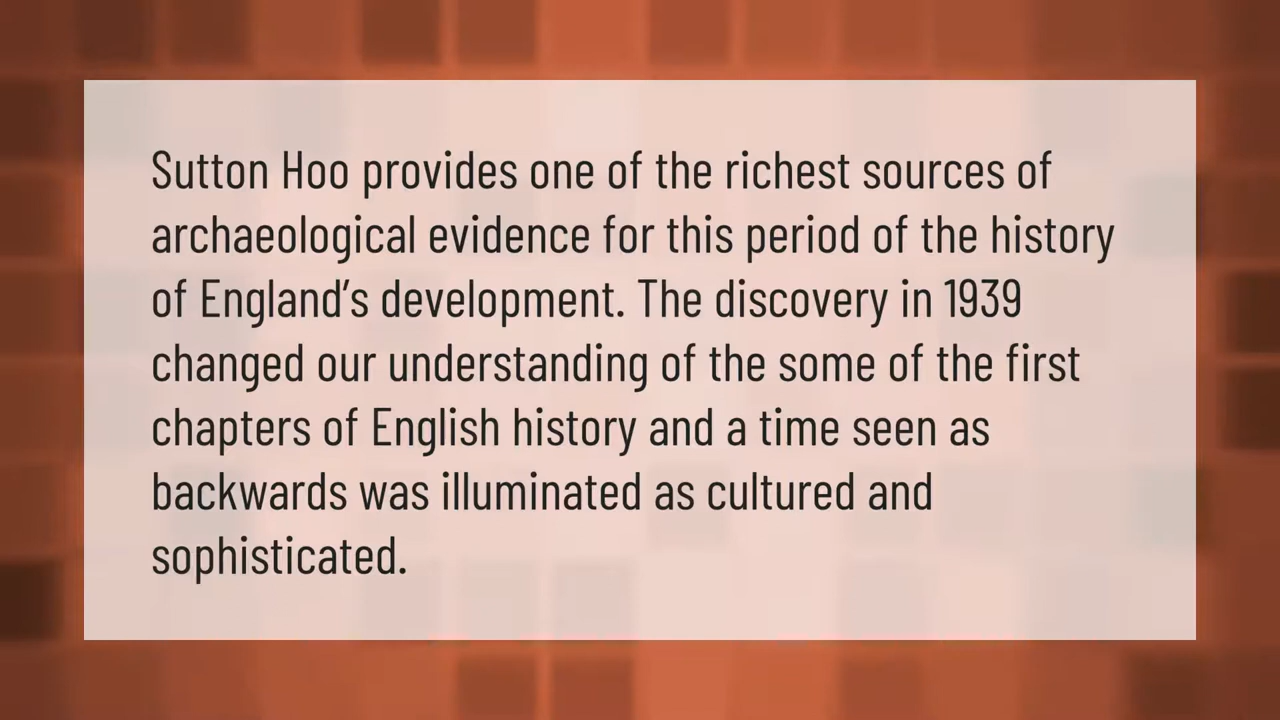 Sutton Hoo provides one of the richest sources of
archaeological evidence for this period of the history
of England’s development. The discovery in 1939
changed our understanding of the some of the first
chapters of English history and a time seen as
backwards was illuminated as cultured and
sophisticated.